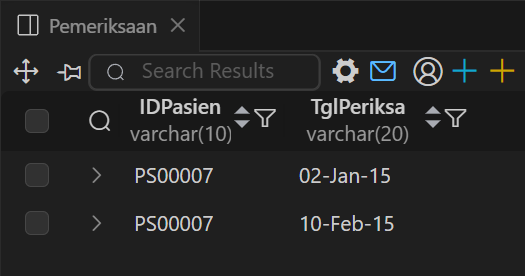 Pemeriksaan
Search Results
IDPasien TglPeriksa
varchar(10) varchar(20)
PS00007 02-Jan-15
PS00007 10-Feb-15